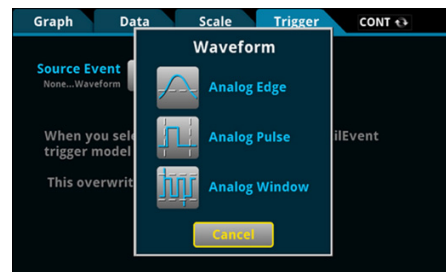 Graph Data Scale Trigger CONT
Waveform
Source Event
None...Waveform
Analog Edge
When you sele ilEvent
Analog Pulse
trigger model
This overwrit
Analog Window
Cancel